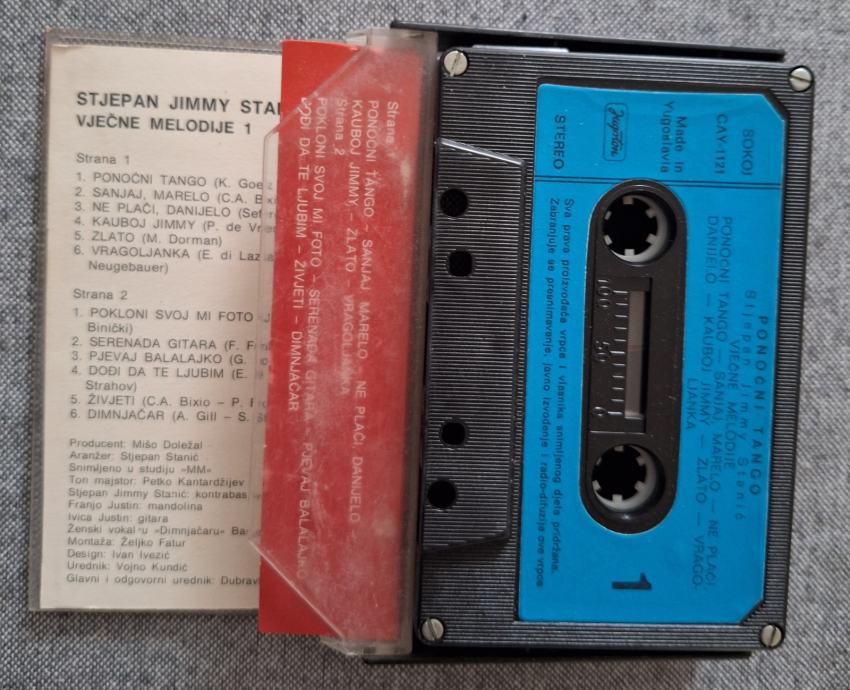 STJEPAN JIMMY
VJEČNE MELODIJE 1
Strana 1
1. PONOĆNI TANGO (K.
2. SANJAJ, MARELO (C.A.
3. NE PLAČI, DANIJELO
4. KAUBOJ JIMMY (P. de
5. ZLATO (M. Dorman)
6. VRAGOLJANKA (E. di
Neugebauer)
Strana 2
1. POKLONI SVOJ MI FOTO
Binički)
2. SERENADA GITARA (F.
3. PJEVAJ BALALAJKO (G.
4. DOĐI DA TE LJUBIM (E.
Strahov)
5. ŽIVJETI (C.A. Bixio – P.
6. DIMNJAČAR (A. Gill – S.
Producent: Mišo Doležal
Aranžer: Stjepan Stanić
Snimljeno u studiju »MM«
Ton majstor: Petko Kantardžijev
Stjepan Jimmy Stanić: kontrabas
Franjo Justin: mandolina
Ivica Justin: gitara
Ženski vokal u »Dimnjačaru«
Montaža: Željko Fatur
Design: Ivan Ivezić
Urednik: Vojno Kundić
Glavni i odgovorni urednik:
Strana
PONOĆNI TANGO – SANJAJ, MARELO – NE PLAČI, DANIJELO –
KAUBOJ JIMMY – ZLATO – VRAGOLJANKA
Strana 2
POKLONI SVOJ MI FOTO – SERENADA GITARA – PJEVAJ BALALAJKO
DOĐI DA TE LJUBIM – ŽIVJETI – DIMNJAČAR
SOKOJ
CAY-1121
Made in
Yugoslavia
Jugoton
STEREO
PONOĆNI TANGO
Stjepan Jimmy Stanić
VJEČNE MELODIJE
PONOĆNI TANGO — SANJAJ, MARELO — NE PLAČI,
DANIJELO — KAUBOJ JIMMY — ZLATO — VRAGO-
LJANKA
100 50 0
1
Sva prava proizvođača vrpce i vlasnika snimljenog djela pridržana.
Zabranjuje se presnimavanje, javno izvođenje i radio-difuzija ove vrpce